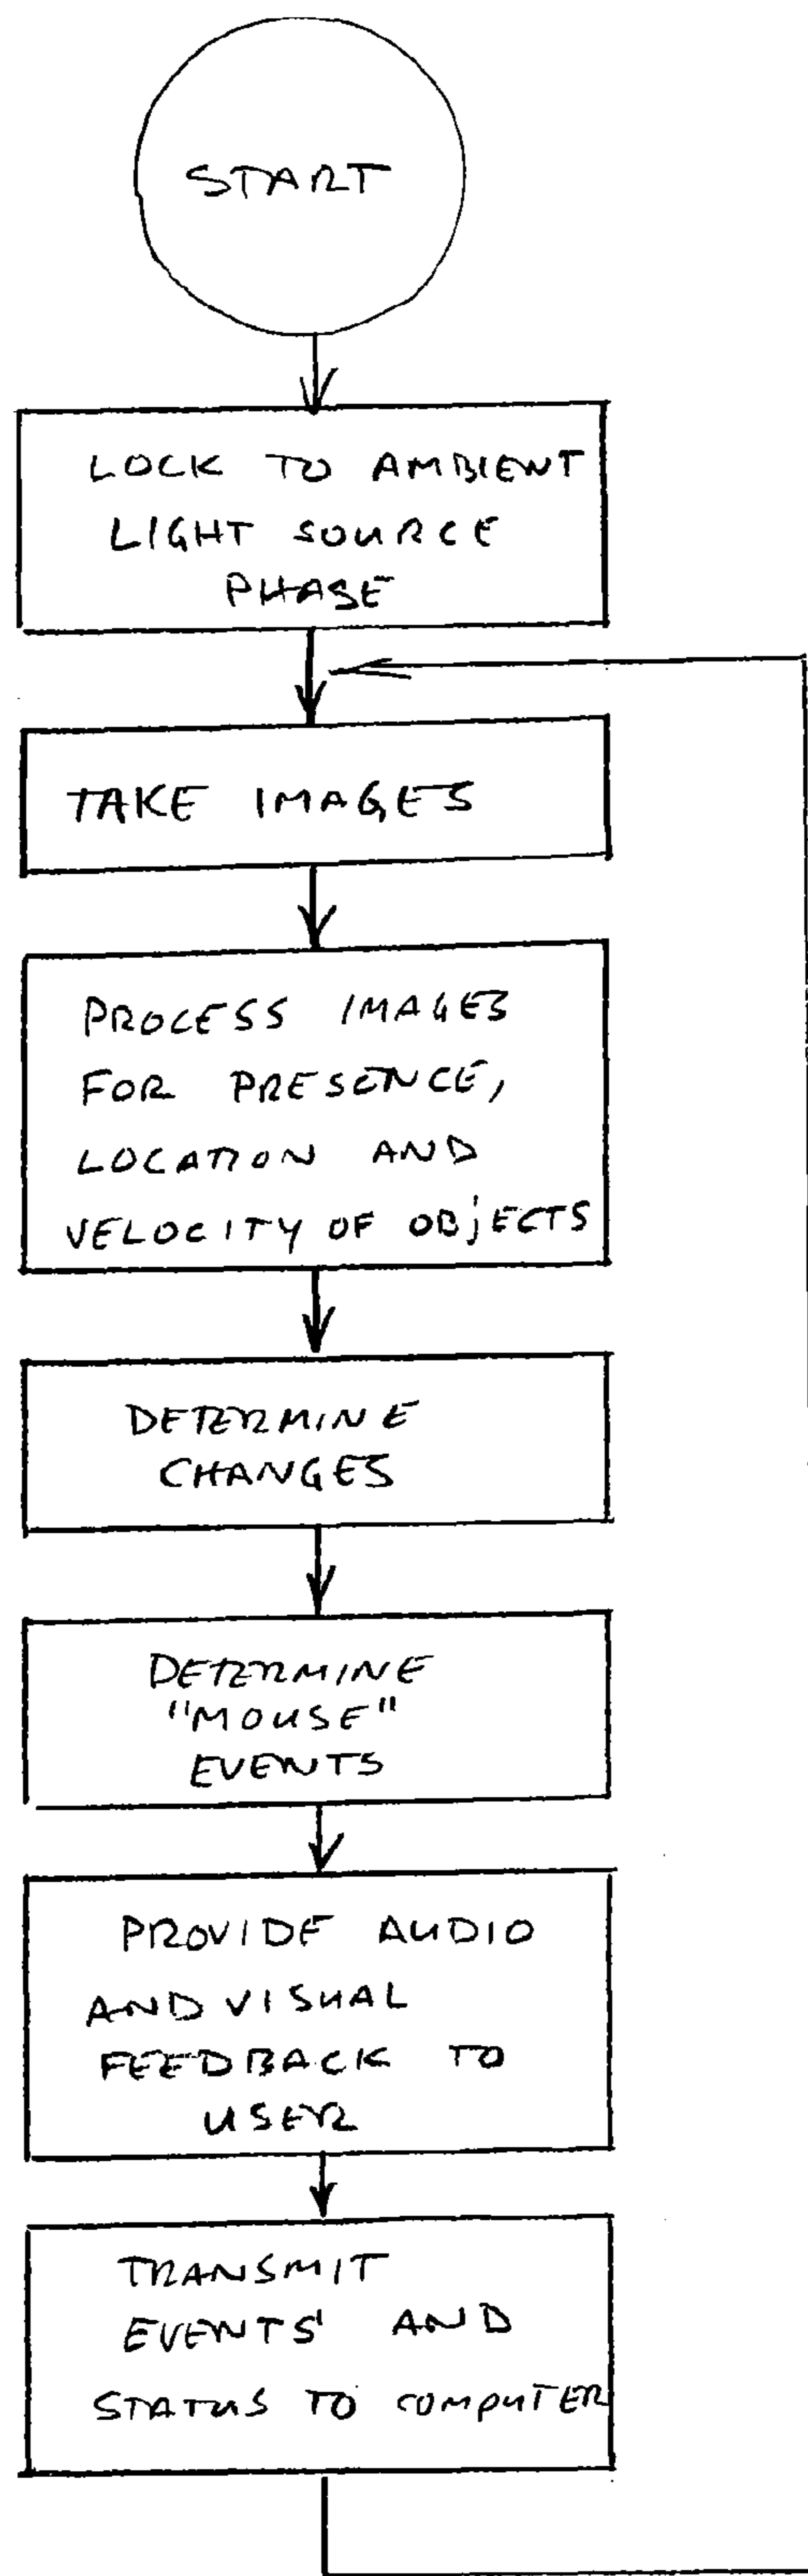 START
LOCK TO AMBIENT
LIGHT SOURCE
PHASE
TAKE IMAGES
PROCESS IMAGES
FOR PRESENCE,
LOCATION AND
VELOCITY OF OBjECTS
DETERMINE
CHANGES
DETERMINE
"MOUSE"
EVENTS
PROVIDE AUDIO
AND VISUAL
FEEDBACK TO
USER
TRANSMIT
EVENTS AND
STATUS TO COMPUTER